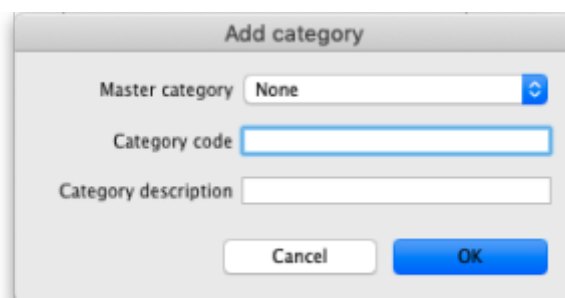 Add category
Master category None
Category code
Category description
Cancel OK